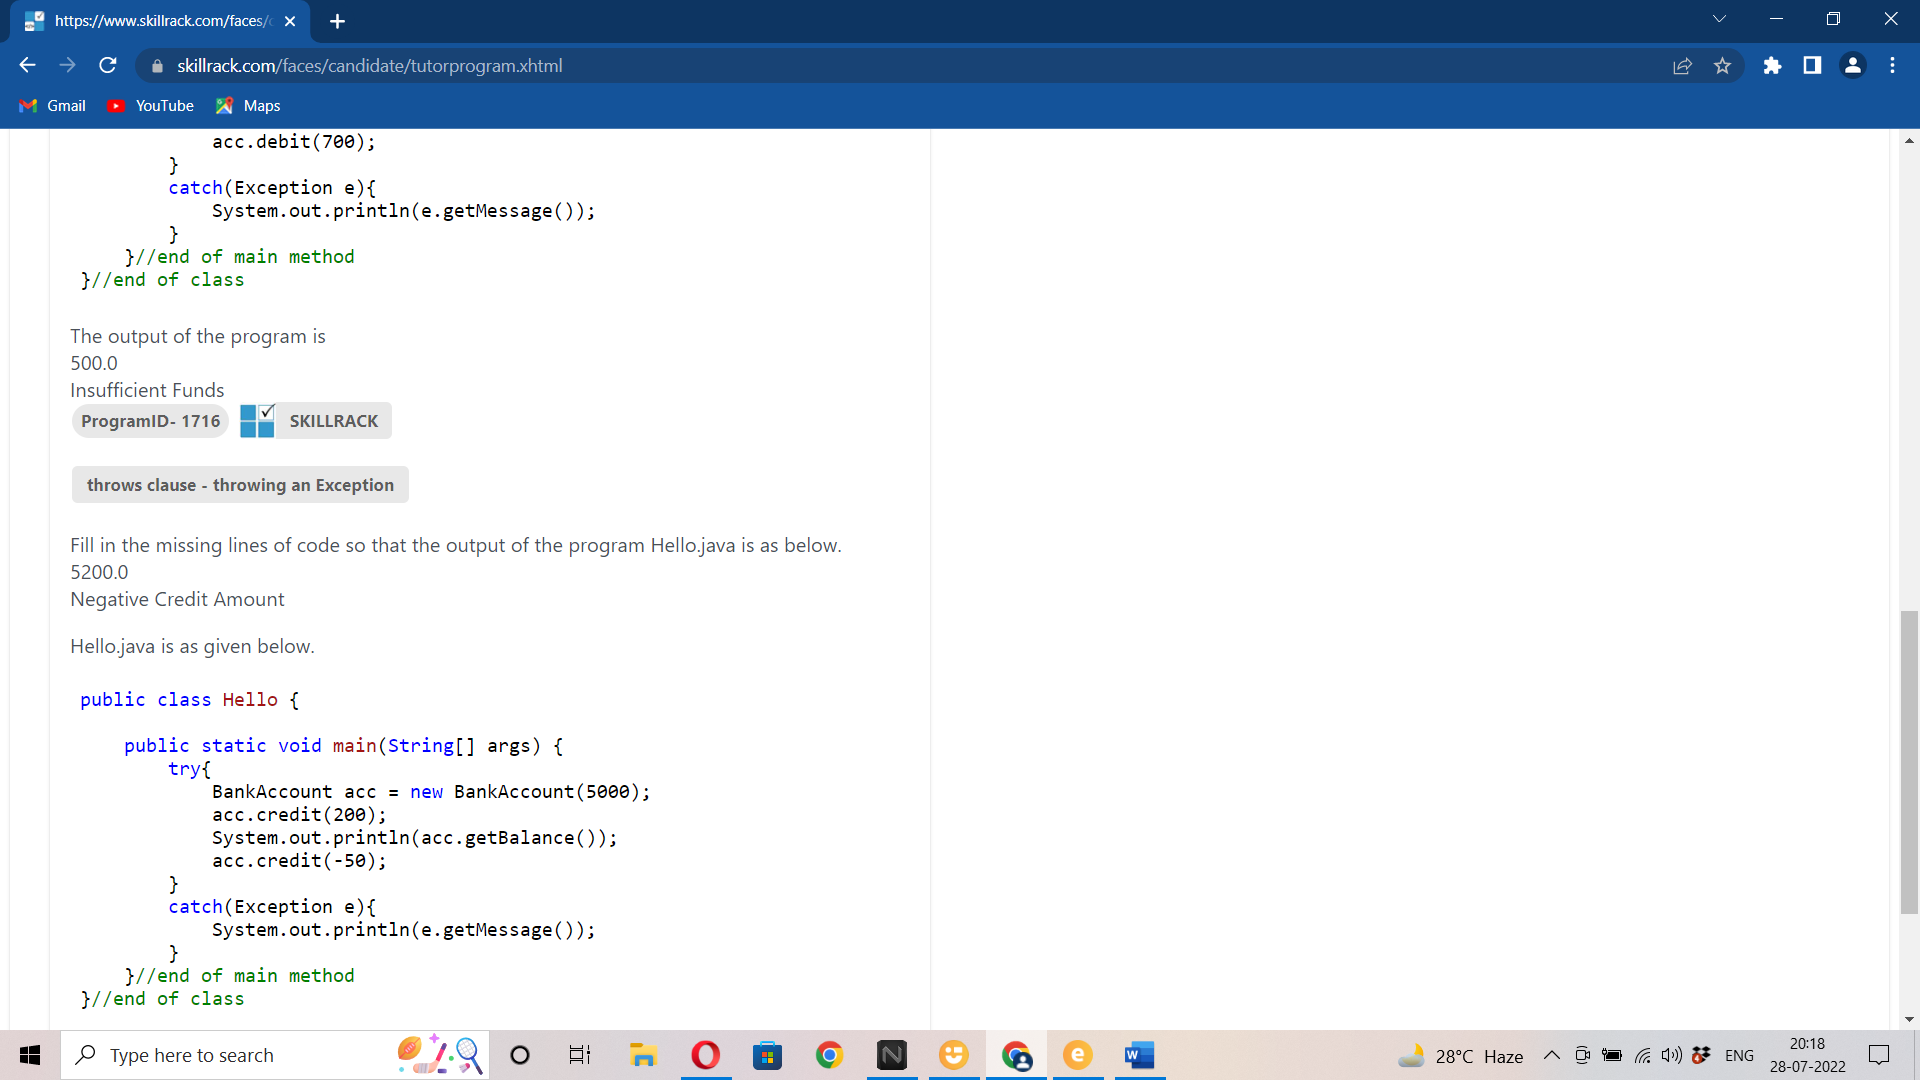 https://www.skillrack.com/faces/c
skillrack.com/faces/candidate/tutorprogram.xhtml
Gmail YouTube Maps
acc.debit(700);
}
catch(Exception e){
System.out.println(e.getMessage());
}
}//end of main method
}//end of class
The output of the program is
500.0
Insufficient Funds
ProgramID- 1716 SKILLRACK
throws clause - throwing an Exception
Fill in the missing lines of code so that the output of the program Hello.java is as below.
5200.0
Negative Credit Amount
Hello.java is as given below.
public class Hello {
public static void main(String[] args) {
try{
BankAccount acc = new BankAccount(5000);
acc.credit(200);
System.out.println(acc.getBalance());
acc.credit(-50);
}
catch(Exception e){
System.out.println(e.getMessage());
}
}//end of main method
}//end of class
Type here to search
28°C Haze
ENG
20:18
28-07-2022